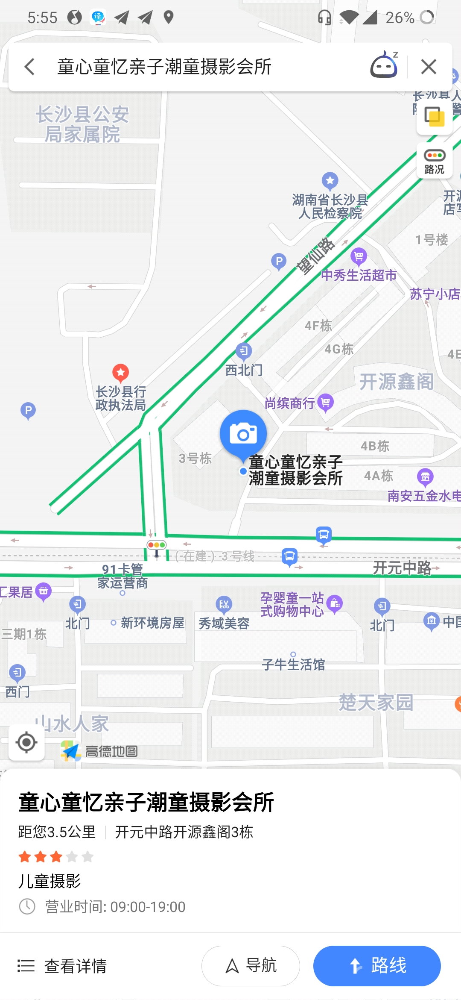 5:55
译
26%
童心童忆亲子潮童摄影会所
z
长沙县公安
局家属院
长沙县人
警
路况
湖南省长沙县
人民检察院
开源
店写
1号楼
望仙路
P
中秀生活超市
苏宁小店
4F栋
4G栋
4E
西北门
长沙县行
政执法局
开源鑫阁
尚缤商行
P
3号栋
4B栋
童心童忆亲子
潮童摄影会所
4A栋
南安五金水电
(在建) 3号线
开元中路
91卡管
家运营商
汇果居
孕婴童一站
式购物中心
北门
新环境房屋
秀域美容
北门
中国
三期1栋
子牛生活馆
西门
楚天家园
山水人家
高德地图
童心童忆亲子潮童摄影会所
距您3.5公里
开元中路开源鑫阁3栋
儿童摄影
营业时间: 09:00-19:00
查看详情
导航
路线